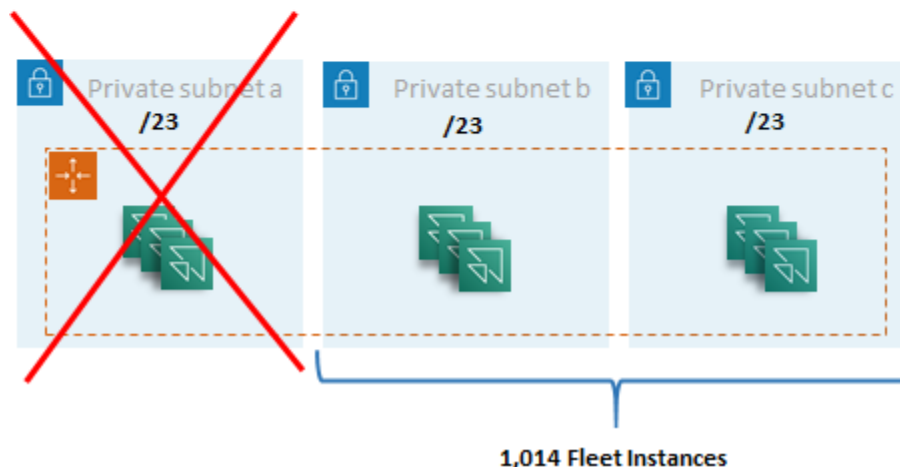 Private subnet a
Private subnet b
Private subnet c
/23
/23
/23
1,014 Fleet Instances